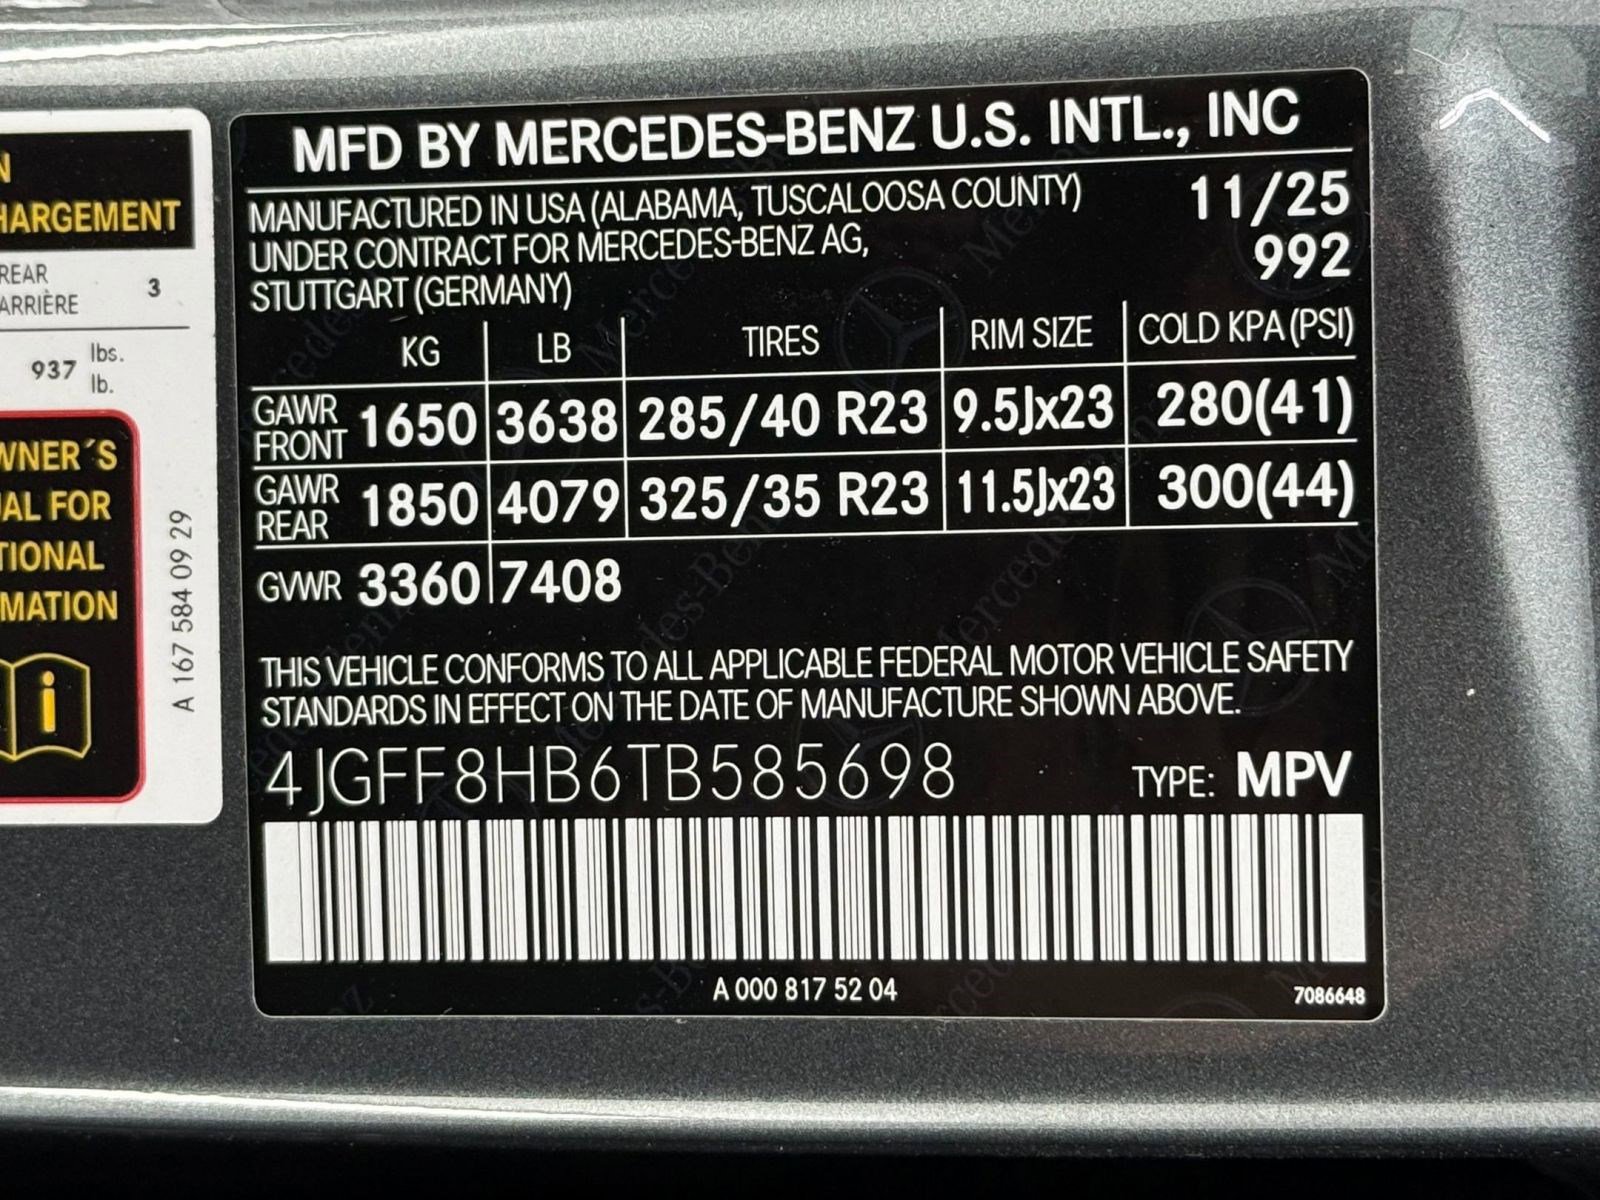 N
HARGEMENT
REAR
ARRIÈRE 3
937 lbs.
lb.
WNER´S
UAL FOR
TIONAL
MATION
A 167 584 09 29
MFD BY MERCEDES-BENZ U.S. INTL., INC
MANUFACTURED IN USA (ALABAMA, TUSCALOOSA COUNTY) 11/25
UNDER CONTRACT FOR MERCEDES-BENZ AG, 992
STUTTGART (GERMANY)
KG LB TIRES RIM SIZE COLD KPA (PSI)
GAWR FRONT 1650 3638 285/40 R23 9.5Jx23 280(41)
GAWR REAR 1850 4079 325/35 R23 11.5Jx23 300(44)
GVWR 3360 7408
THIS VEHICLE CONFORMS TO ALL APPLICABLE FEDERAL MOTOR VEHICLE SAFETY
STANDARDS IN EFFECT ON THE DATE OF MANUFACTURE SHOWN ABOVE.
4JGFF8HB6TB585698 TYPE: MPV
A 000 817 52 04 7086648